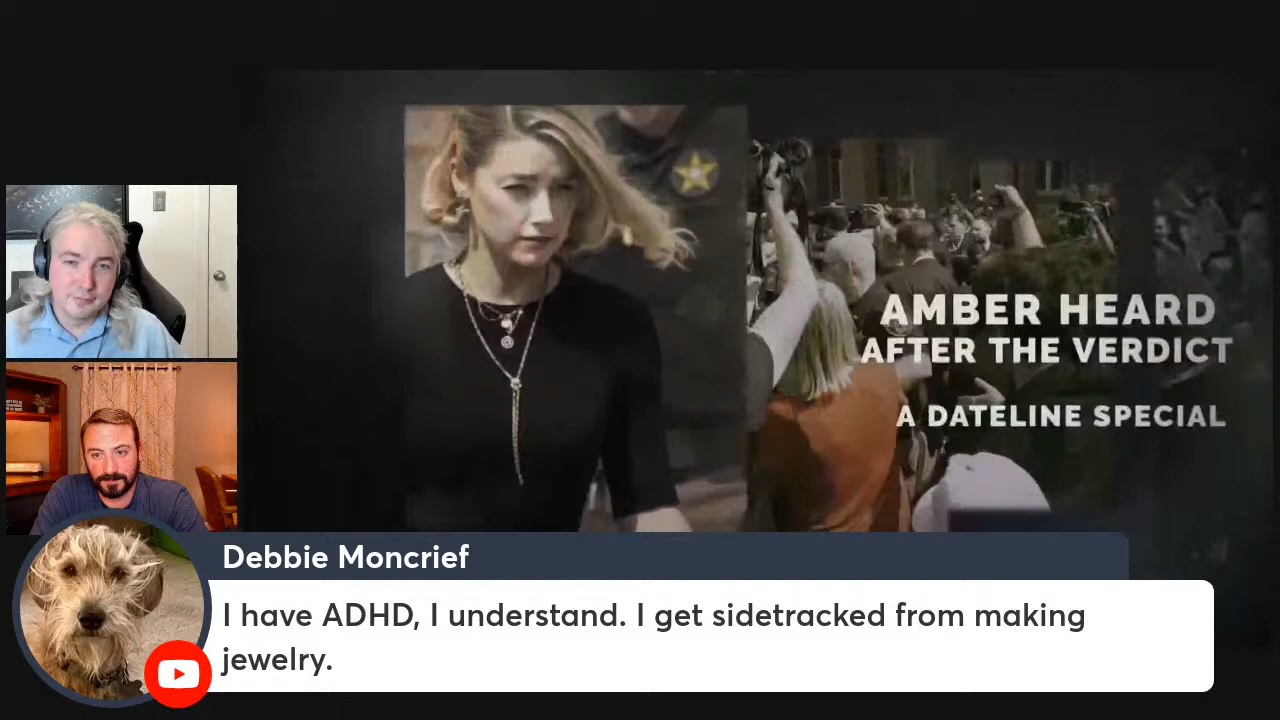 AMBER HEARD
AFTER THE VERDICT
A DATELINE SPECIAL
Debbie Moncrief
I have ADHD, I understand. I get sidetracked from making
jewelry.